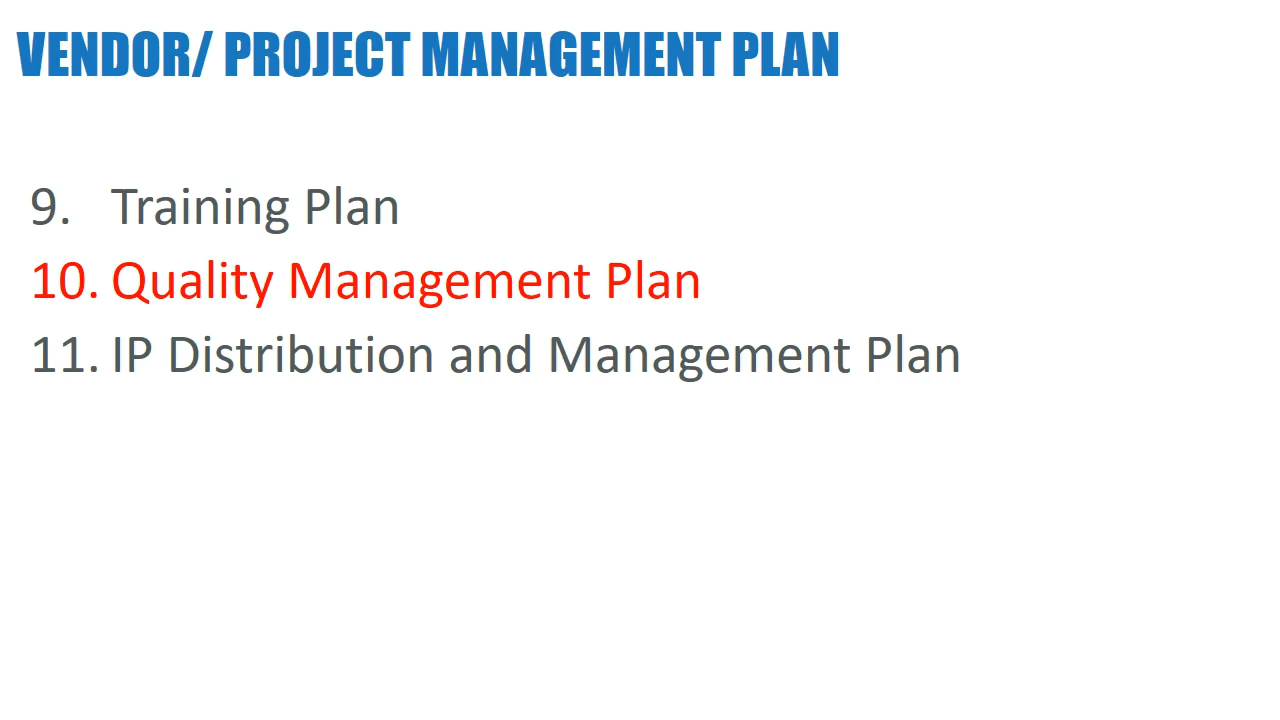 VENDOR/ PROJECT MANAGEMENT PLAN
9. Training Plan
10. Quality Management Plan
11. IP Distribution and Management Plan